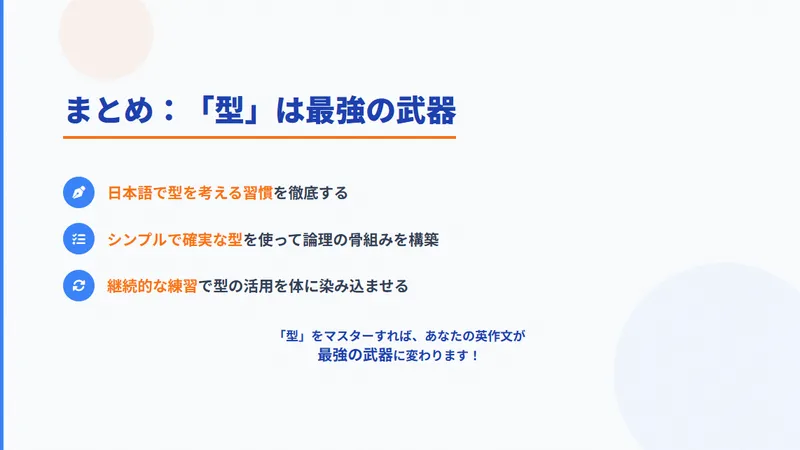 まとめ：「型」は最強の武器
日本語で型を考える習慣を徹底する
シンプルで確実な型を使って論理の骨組みを構築
継続的な練習で型の活用を体に染み込ませる
「型」をマスターすれば、あなたの英作文が
最強の武器に変わります！